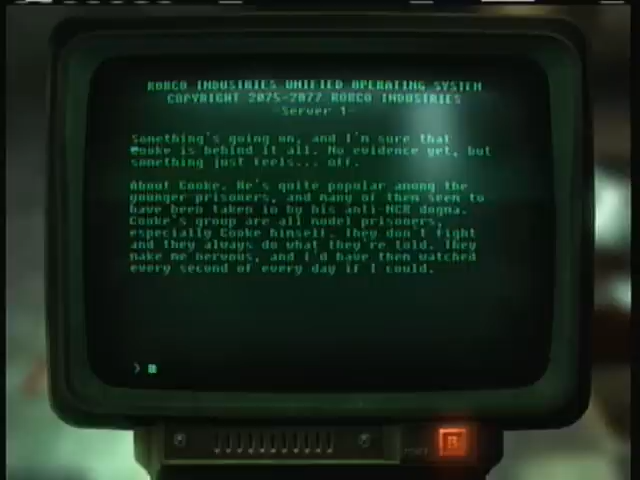 ROBCO INDUSTRIES UNIFIED OPERATING SYSTEM
COPYRIGHT 2075-2077 ROBCO INDUSTRIES
-Server 1-
Something's going on, and I'm sure that
Cooke is behind it all. No evidence yet, but
something just feels... off.
About Cooke. He's quite popular among the
younger prisoners, and many of them seem to
have been taken in by his anti-NCR dogma.
Cooke's group are all model prisoners,
especially Cooke himself. They don't fight
and they always do what they're told. They
make me nervous, and I'd have them watched
every second of every day if I could.
>